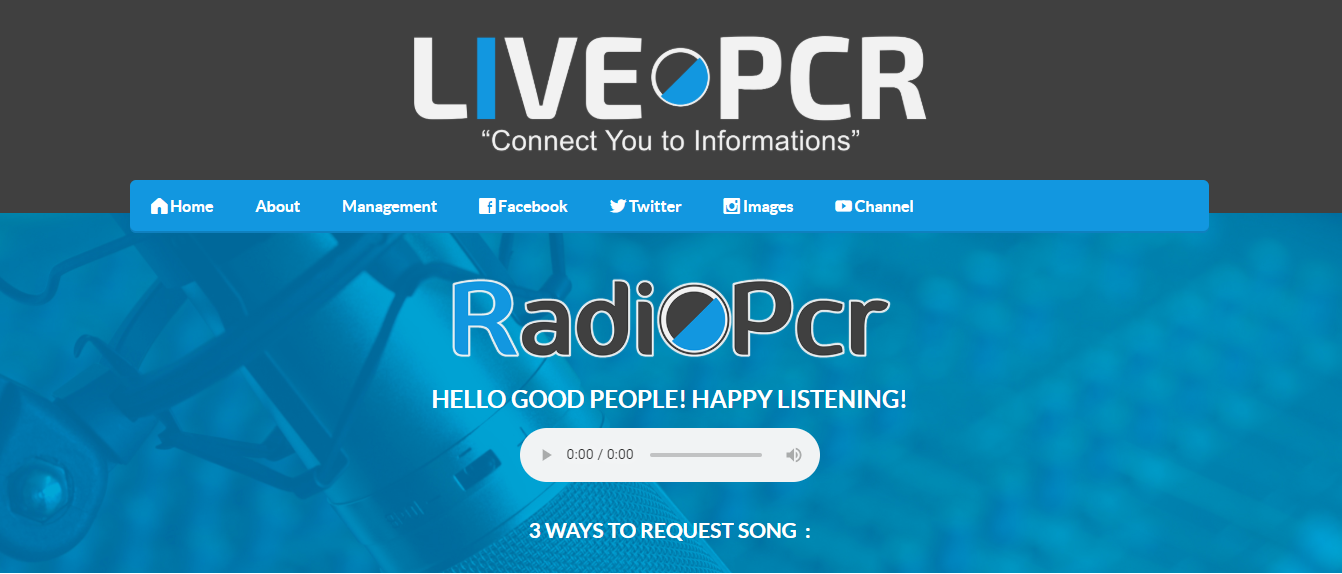 LIVE PCR
“Connect You to Informations”
Home About Management Facebook Twitter Images Channel
RadiOPcr
HELLO GOOD PEOPLE! HAPPY LISTENING!
0:00 / 0:00
3 WAYS TO REQUEST SONG :